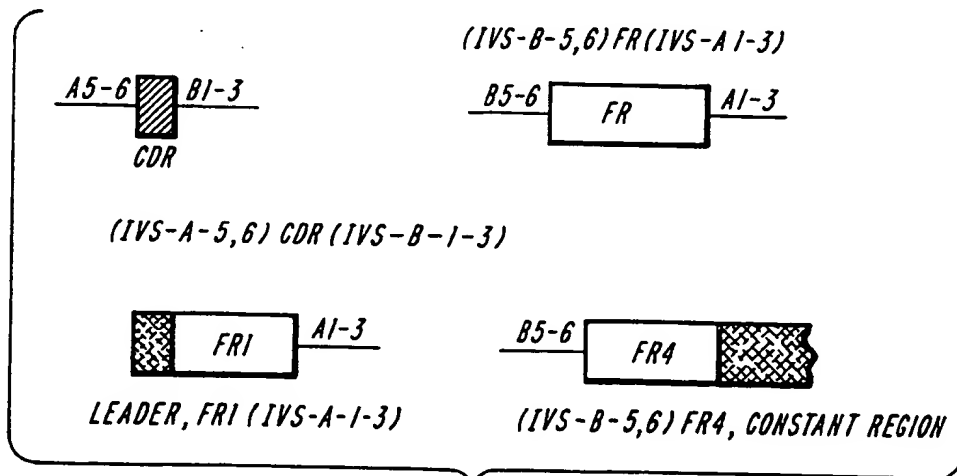 (IVS-B-5,6) FR (IVS-A 1-3)
A5-6 B1-3
CDR
B5-6 FR A1-3
(IVS-A-5,6) CDR (IVS-B-1-3)
FR1 A1-3
LEADER, FR1 (IVS-A-1-3)
B5-6 FR4
(IVS-B-5,6) FR4, CONSTANT REGION